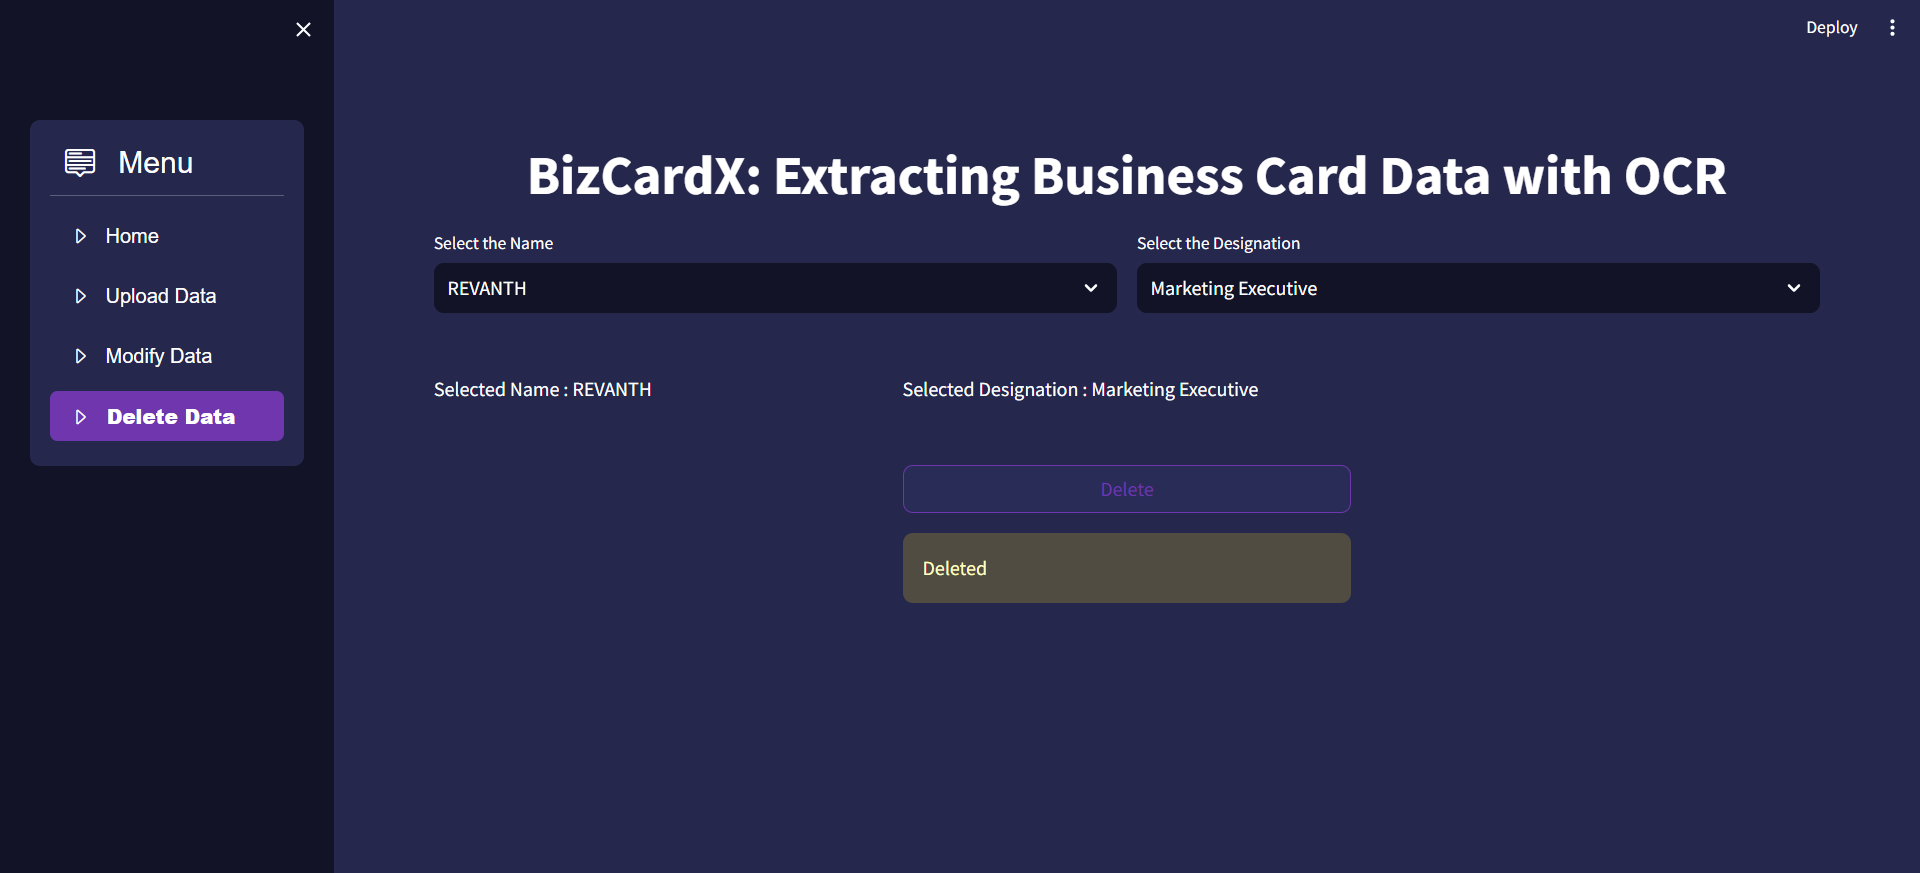 Deploy
Menu
Home
Upload Data
Modify Data
Delete Data
BizCardX: Extracting Business Card Data with OCR
Select the Name
Select the Designation
REVANTH
Marketing Executive
Selected Name : REVANTH
Selected Designation : Marketing Executive
Delete
Deleted